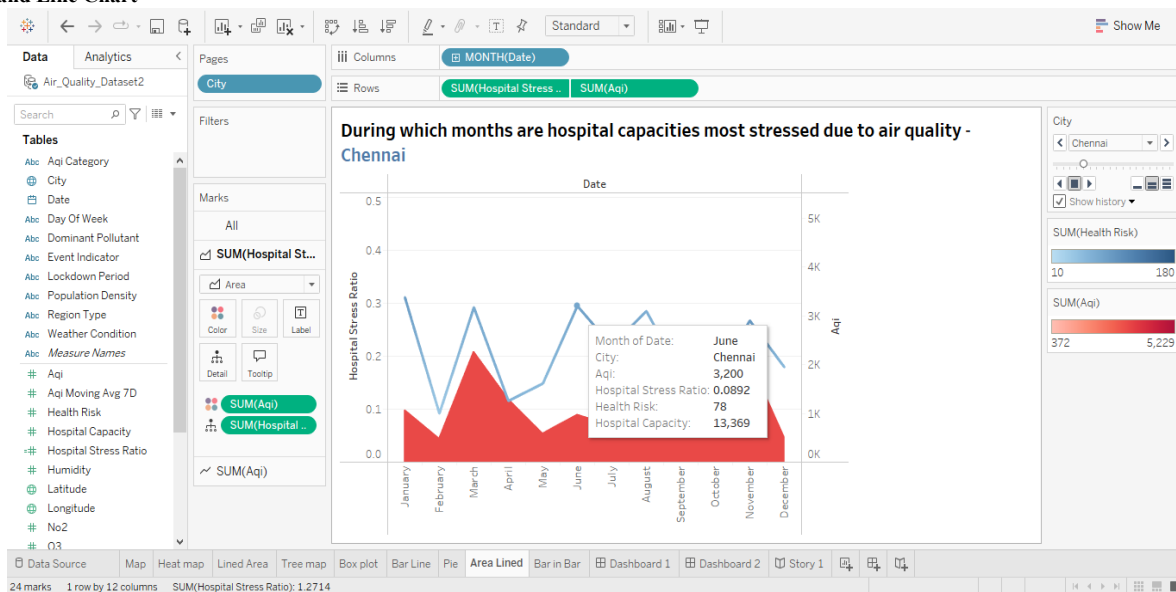 and Line Chart
Standard
Show Me
Data
Analytics
Air_Quality_Dataset2
Search
Tables
Abc Aqi Category
City
Date
Abc Day Of Week
Abc Dominant Pollutant
Abc Event Indicator
Abc Lockdown Period
Abc Population Density
Abc Region Type
Abc Weather Condition
Abc Measure Names
# Aqi
# Aqi Moving Avg 7D
# Health Risk
# Hospital Capacity
=# Hospital Stress Ratio
# Humidity
Latitude
Longitude
# No2
# O3
Pages
City
Filters
Marks
All
SUM(Hospital St...
Area
Color
Size
Label
Detail
Tooltip
SUM(Aqi)
SUM(Hospital ..
SUM(Aqi)
Columns
MONTH(Date)
Rows
SUM(Hospital Stress ..
SUM(Aqi)
During which months are hospital capacities most stressed due to air quality -
Chennai
Date
Hospital Stress Ratio
0.5
0.4
0.3
0.2
0.1
0.0
5K
4K
3K
2K
1K
0K
Aqi
January
February
March
April
May
June
July
August
September
October
November
December
Month of Date: June
City: Chennai
Aqi: 3,200
Hospital Stress Ratio: 0.0892
Health Risk: 78
Hospital Capacity: 13,369
City
Chennai
Show history
SUM(Health Risk)
10 180
SUM(Aqi)
372 5,229
Data Source
Map
Heat map
Lined Area
Tree map
Box plot
Bar Line
Pie
Area Lined
Bar in Bar
Dashboard 1
Dashboard 2
Story 1
24 marks 1 row by 12 columns SUM(Hospital Stress Ratio): 1.2714